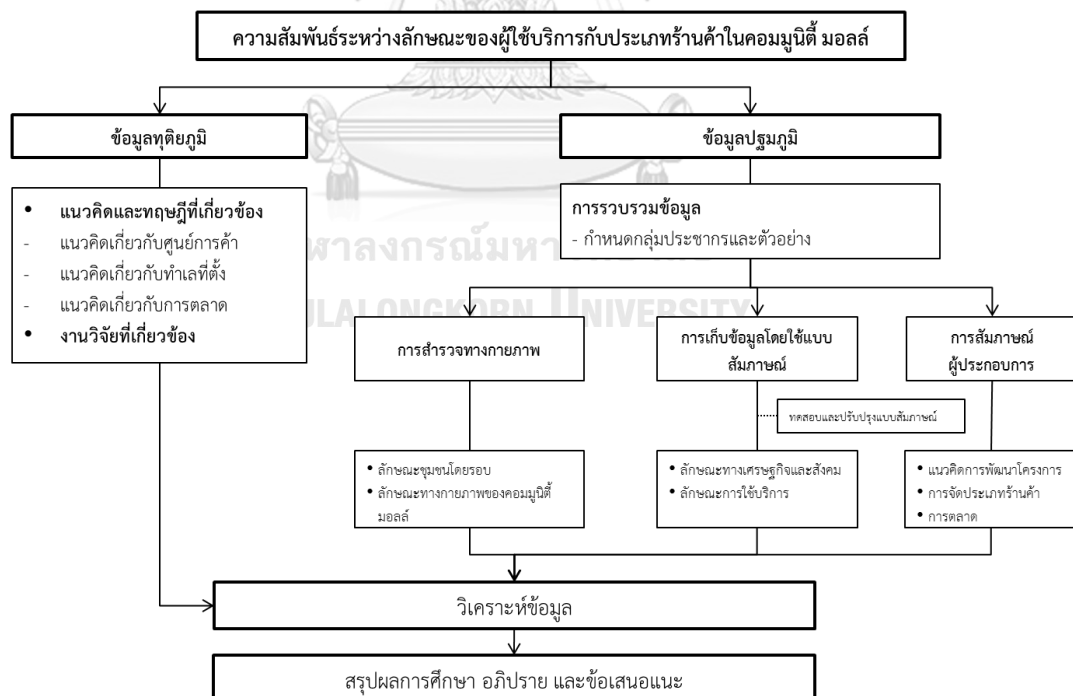 ความสัมพันธ์ระหว่างลักษณะของผู้ใช้บริการกับประเภทร้านค้าในคอมมูนิตี้ มอลล์
ข้อมูลทุติยภูมิ
ข้อมูลปฐมภูมิ
• แนวคิดและทฤษฎีที่เกี่ยวข้อง
- แนวคิดเกี่ยวกับศูนย์การค้า
- แนวคิดเกี่ยวกับทำเลที่ตั้ง
- แนวคิดเกี่ยวกับการตลาด
• งานวิจัยที่เกี่ยวข้อง
การรวบรวมข้อมูล
- กำหนดกลุ่มประชากรและตัวอย่าง
การสำรวจทางกายภาพ
การเก็บข้อมูลโดยใช้แบบ
สัมภาษณ์
การสัมภาษณ์
ผู้ประกอบการ
ทดสอบและปรับปรุงแบบสัมภาษณ์
• ลักษณะชุมชนโดยรอบ
• ลักษณะทางกายภาพของคอมมูนิตี้
มอลล์
• ลักษณะทางเศรษฐกิจและสังคม
• ลักษณะการใช้บริการ
• แนวคิดการพัฒนาโครงการ
• การจัดประเภทร้านค้า
• การตลาด
วิเคราะห์ข้อมูล
สรุปผลการศึกษา อภิปราย และข้อเสนอแนะ